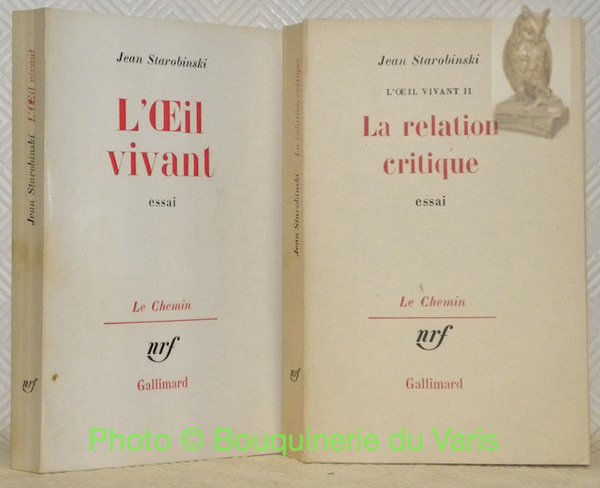 Jean Starobinski L'Œil vivant
nrf
Jean Starobinski
L'Œil
vivant
essai
Le Chemin
nrf
Gallimard
Jean Starobinski La relation critique
nrf
Jean Starobinski
L'ŒIL VIVANT II
La relation
critique
essai
Le Chemin
nrf
Gallimard
Photo © Bouquinerie du Varis